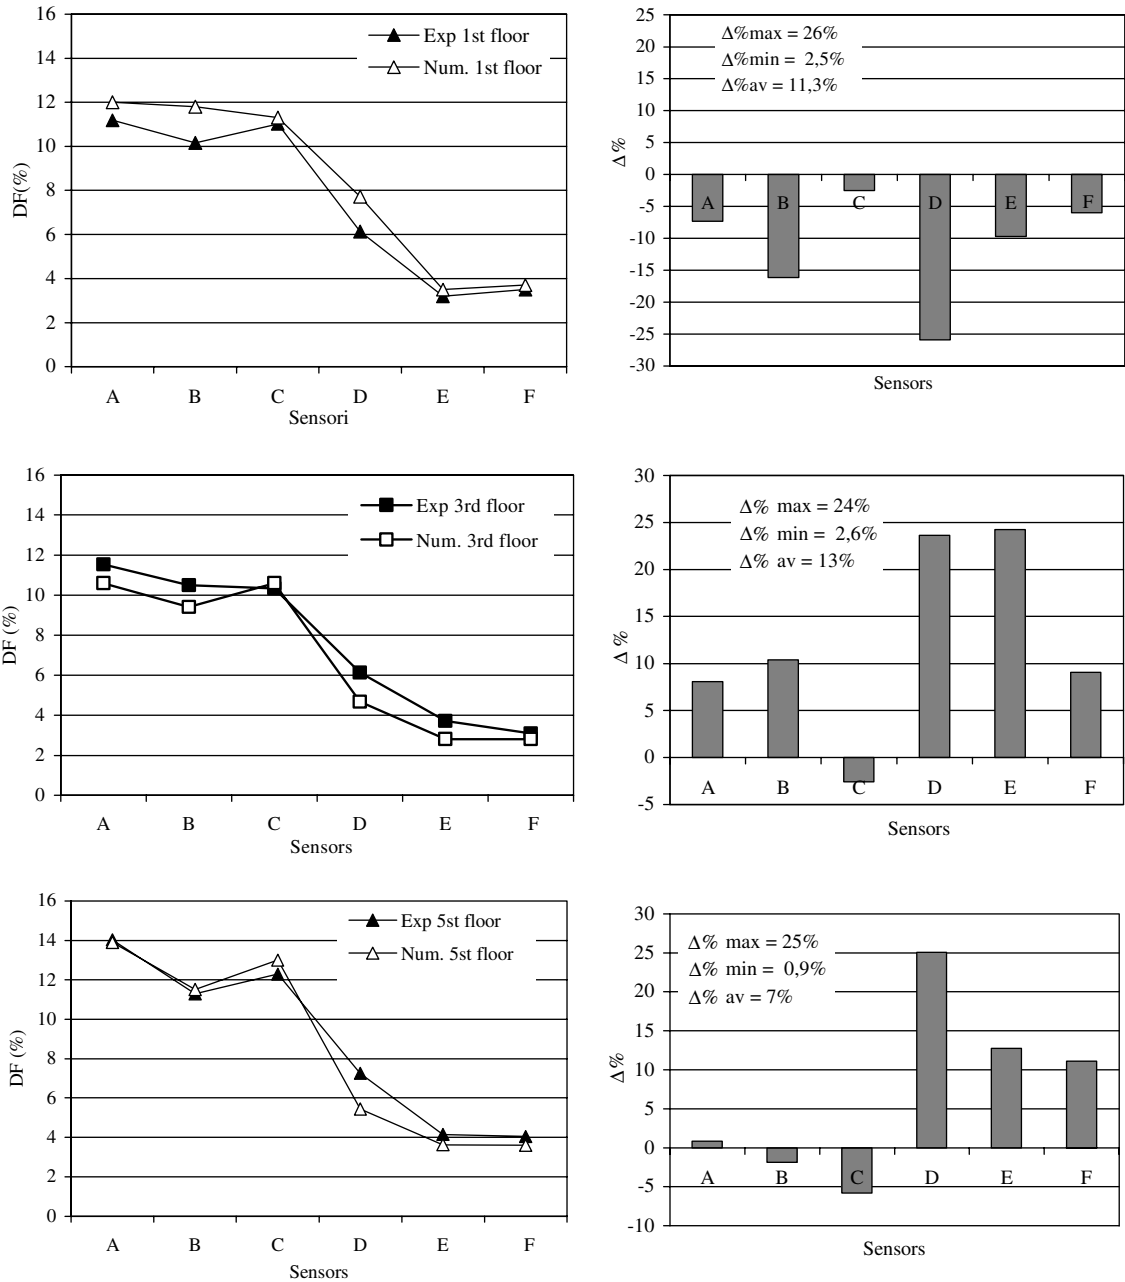 16
14
12
10
8
6
4
2
0
DF(%)
Exp 1st floor
Num. 1st floor
A B C D E F
Sensori
25
20
15
10
5
0
-5
-10
-15
-20
-25
-30
Δ%
Δ%max = 26%
Δ%min = 2,5%
Δ%av = 11,3%
A B C D E F
Sensors
16
14
12
10
8
6
4
2
0
DF (%)
Exp 3rd floor
Num. 3rd floor
A B C D E F
Sensors
30
25
20
15
10
5
0
-5
Δ %
Δ% max = 24%
Δ% min = 2,6%
Δ% av = 13%
A B C D E F
Sensors
16
14
12
10
8
6
4
2
0
DF (%)
Exp 5st floor
Num. 5st floor
A B C D E F
Sensors
30
25
20
15
10
5
0
-5
-10
Δ%
Δ% max = 25%
Δ% min = 0,9%
Δ% av = 7%
A B C D E F
Sensors